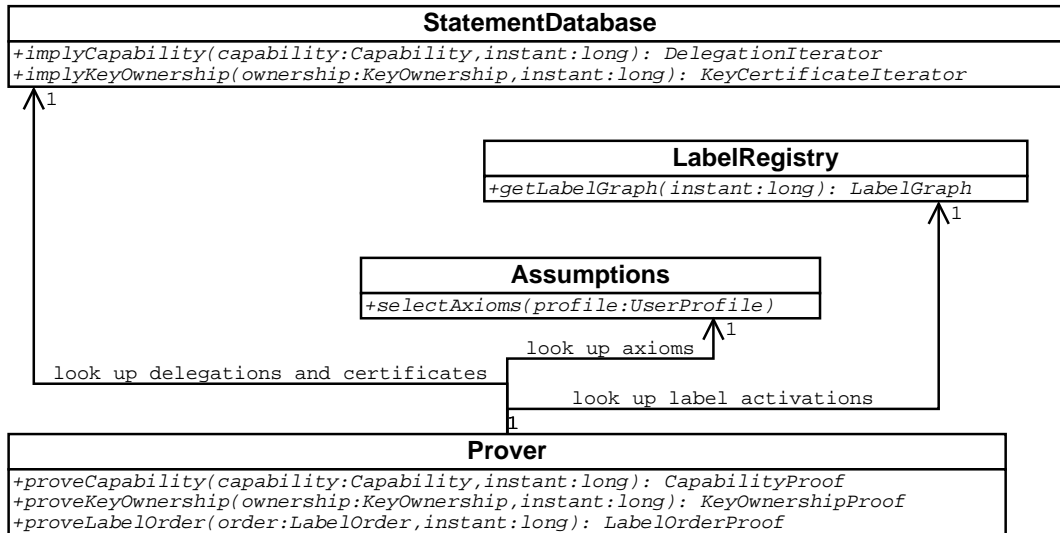 StatementDatabase
+implyCapability(capability:Capability,instant:long): DelegationIterator
+implyKeyOwnership(ownership:KeyOwnership,instant:long): KeyCertificateIterator
1
LabelRegistry
+getLabelGraph(instant:long): LabelGraph
1
Assumptions
+selectAxioms(profile:UserProfile)
1
look up axioms
look up delegations and certificates
look up label activations
1
Prover
+proveCapability(capability:Capability,instant:long): CapabilityProof
+proveKeyOwnership(ownership:KeyOwnership,instant:long): KeyOwnershipProof
+proveLabelOrder(order:LabelOrder,instant:long): LabelOrderProof